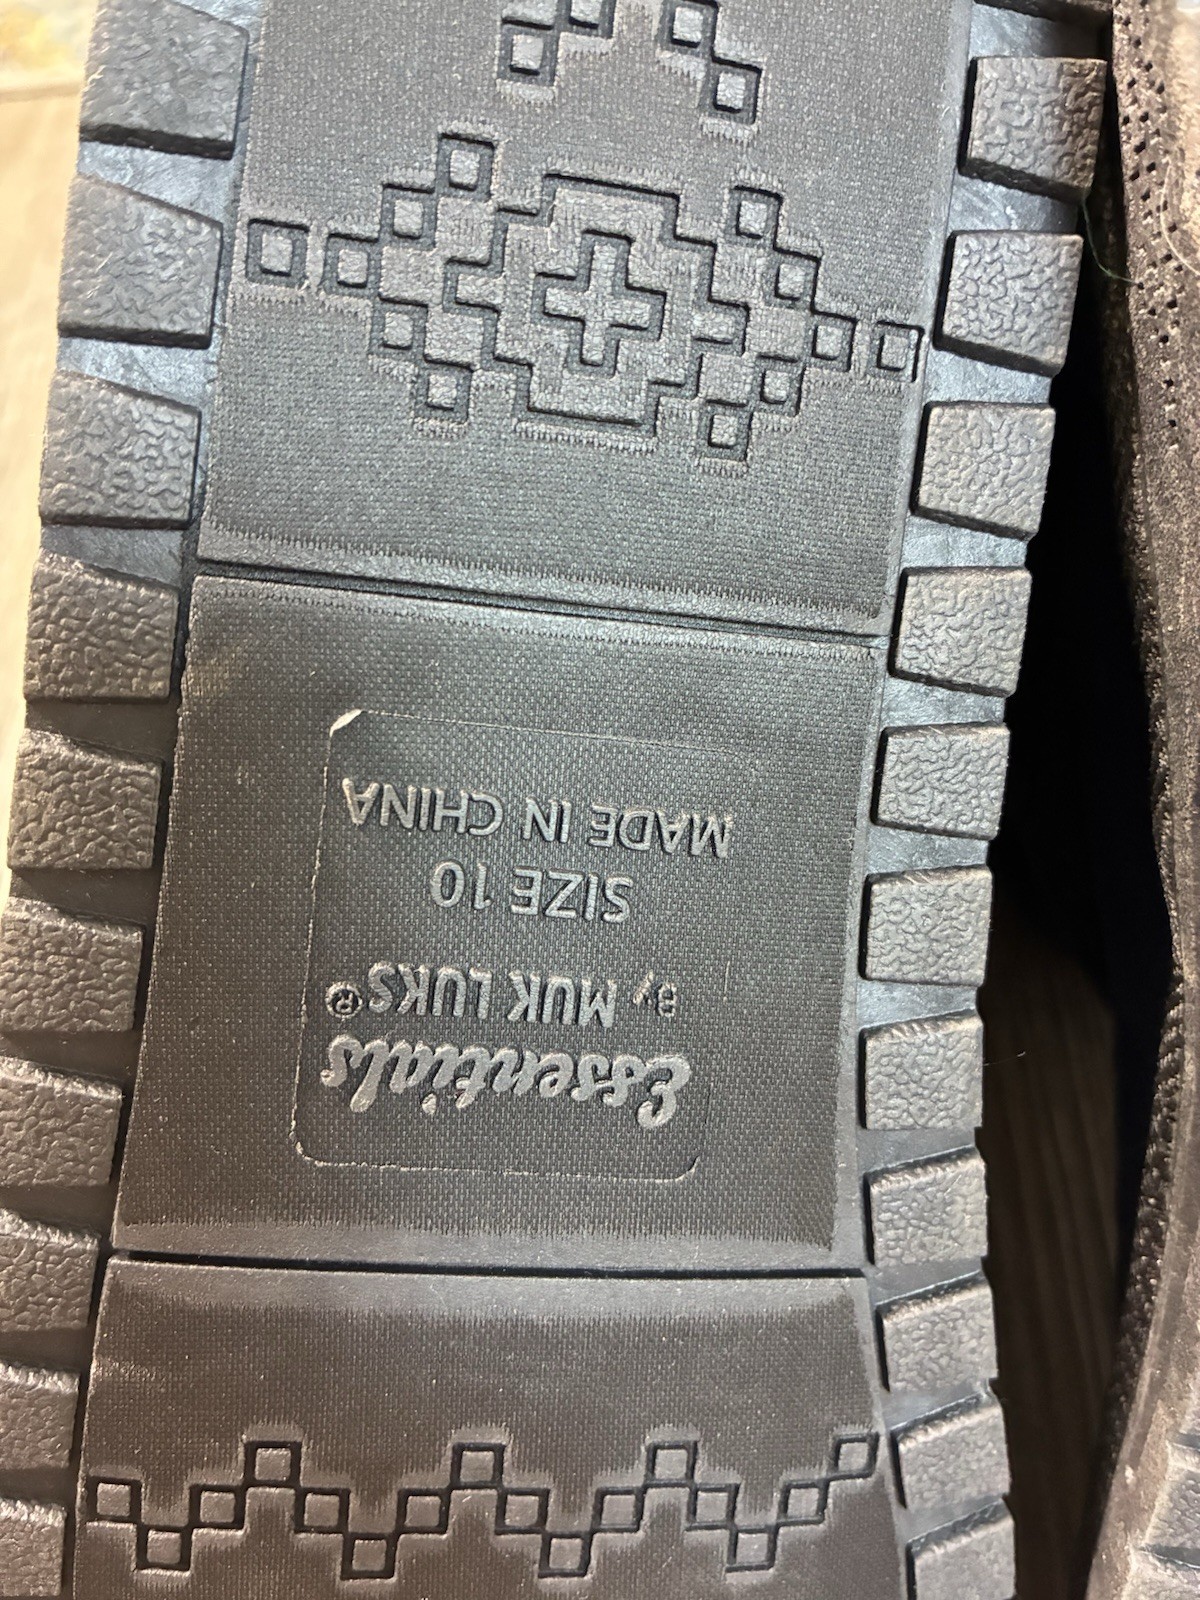 Essentials
By MUK LUKS®
SIZE 10
MADE IN CHINA